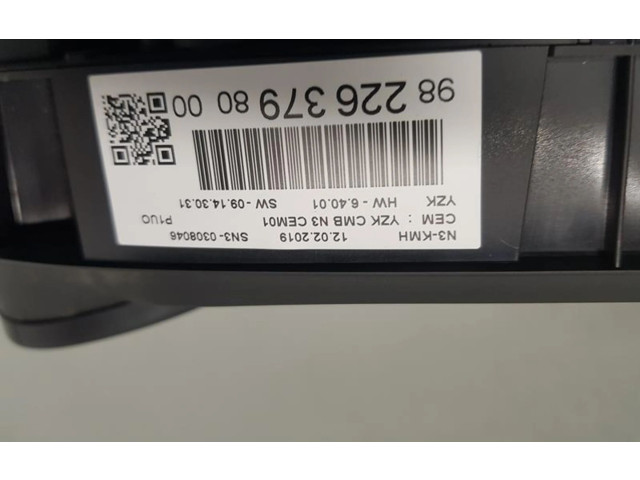 N3-KMH 12.02.2019 SN3-0308046
CEM : YZK CMB N3 CEM01 P1UO
YZK HW - 6.40.01 SW -09.14.30.31
98 226 379 80 00